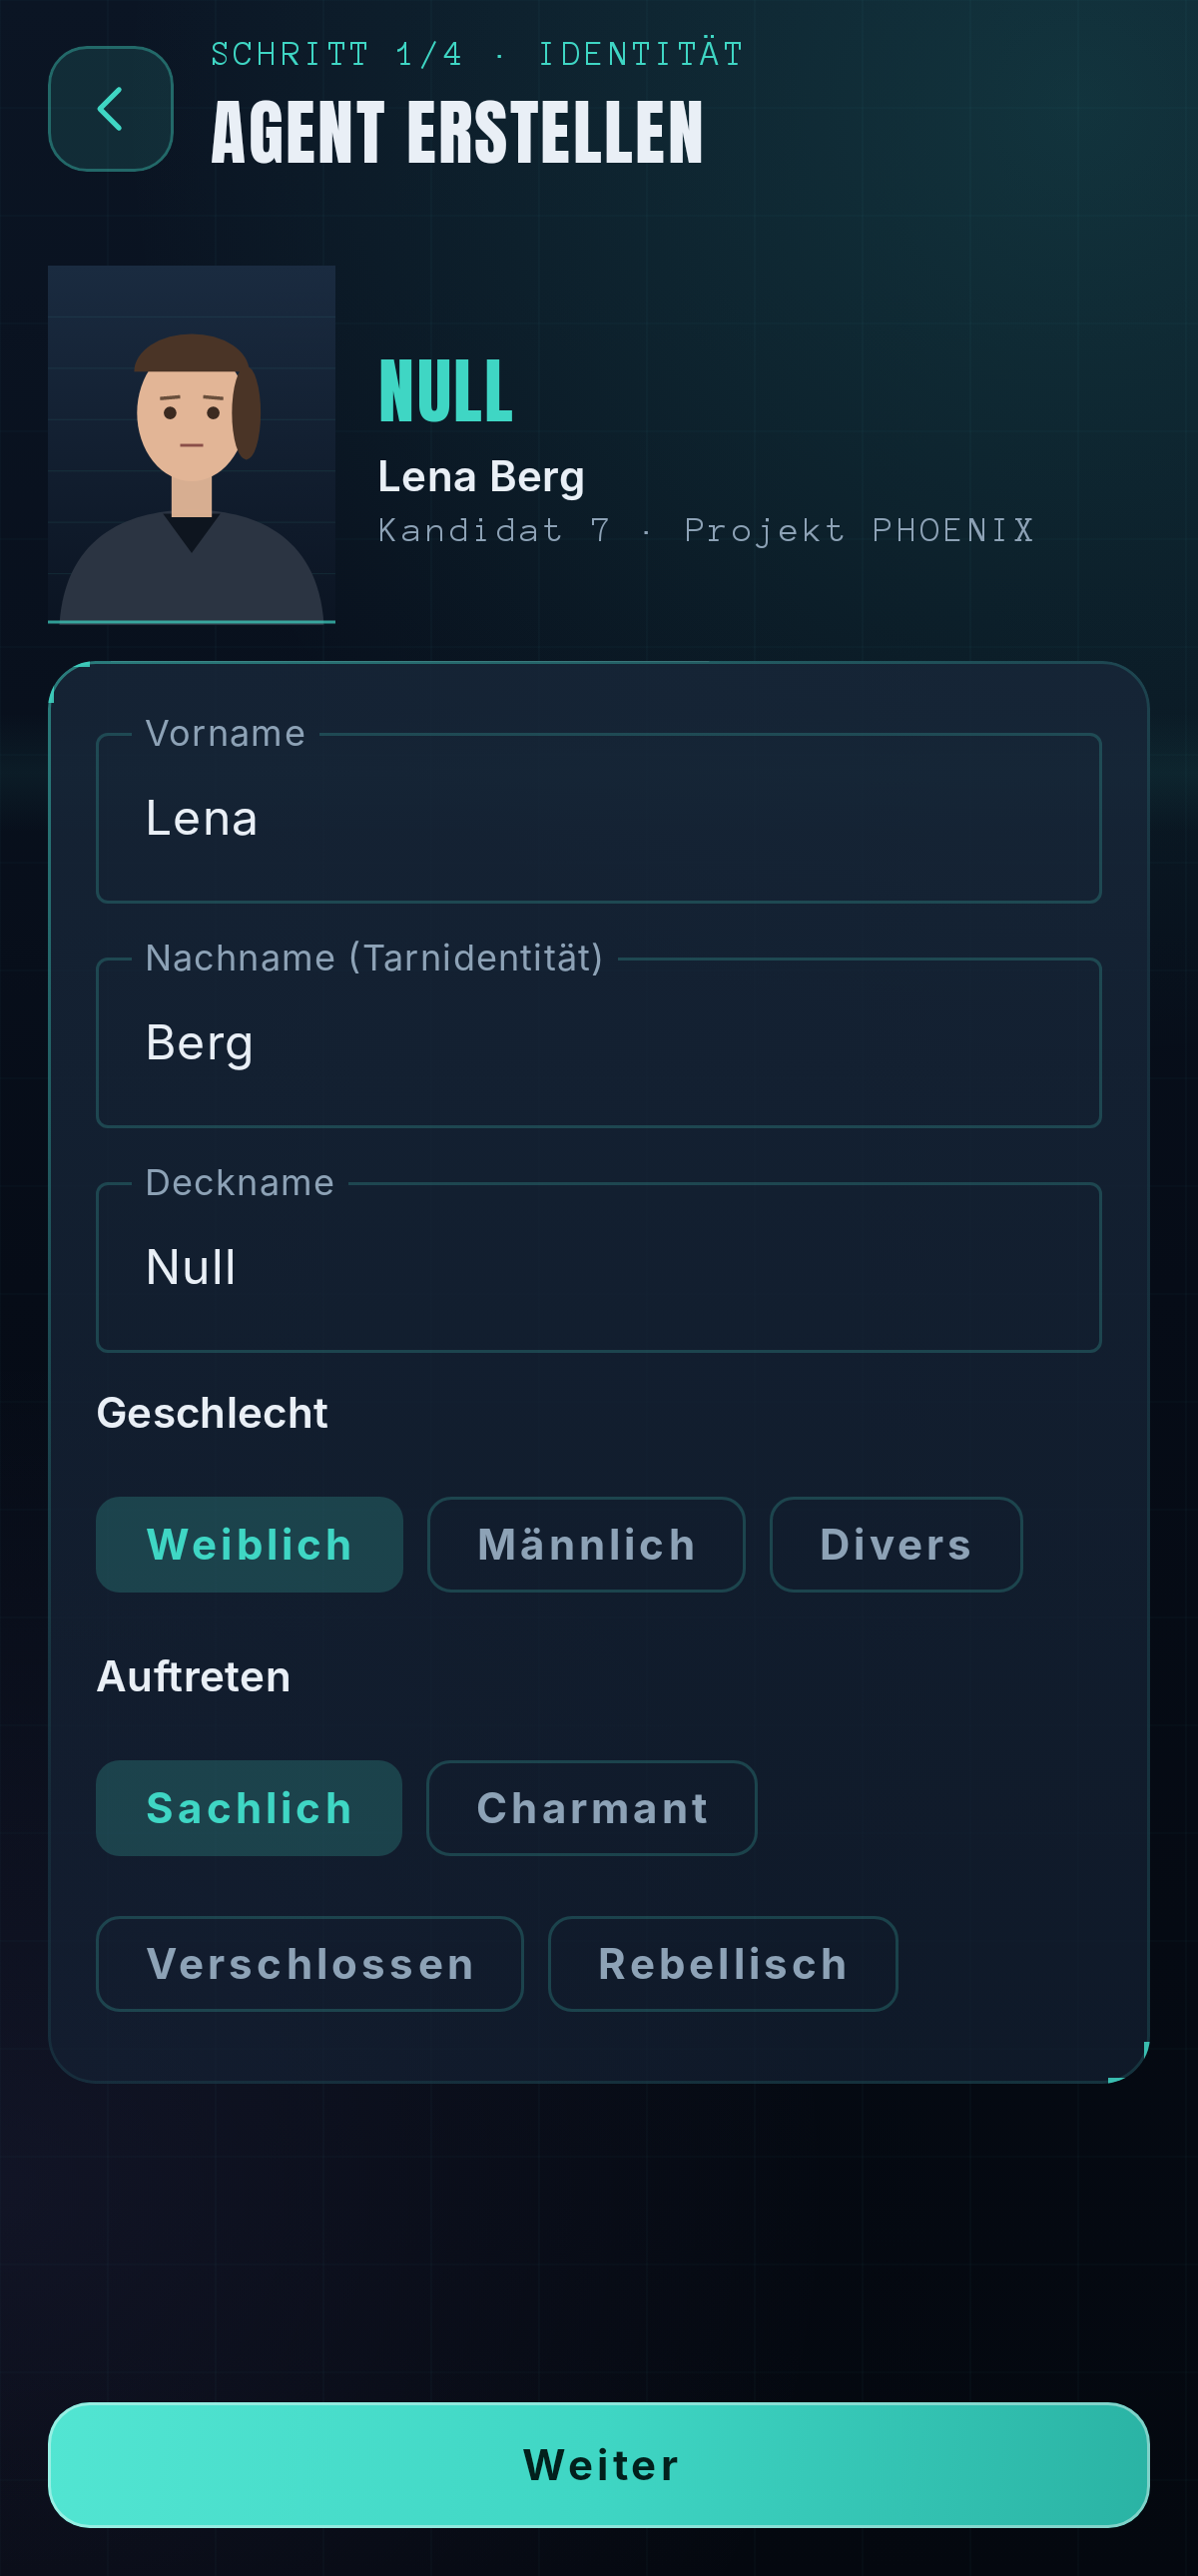 SCHRITT 1/4 · IDENTITÄT
AGENT ERSTELLEN
NULL
Lena Berg
Kandidat 7 · Projekt PHOENIX
Vorname
Lena
Nachname (Tarnidentität)
Berg
Deckname
Null
Geschlecht
Weiblich Männlich Divers
Auftreten
Sachlich Charmant
Verschlossen Rebellisch
Weiter